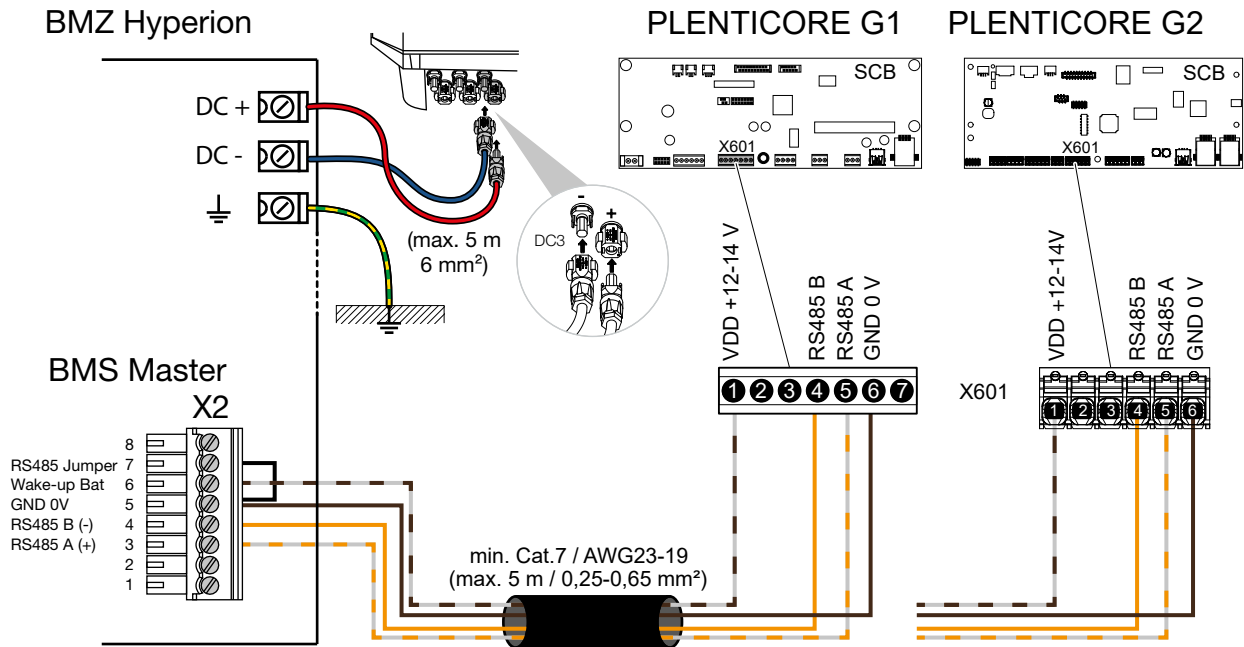 BMZ Hyperion
PLENTICORE G1
PLENTICORE G2
DC +
DC -
(max. 5 m
6 mm²)
-
+
DC3
SCB
X601
SCB
X601
VDD +12-14 V
RS485 B
RS485 A
GND 0 V
VDD +12-14V
RS485 B
RS485 A
GND 0 V
1 2 3 4 5 6 7
X601
1 2 3 4 5 6
BMS Master
X2
8
RS485 Jumper 7
Wake-up Bat 6
GND 0V 5
RS485 B (-) 4
RS485 A (+) 3
2
1
min. Cat.7 / AWG23-19
(max. 5 m / 0,25-0,65 mm²)